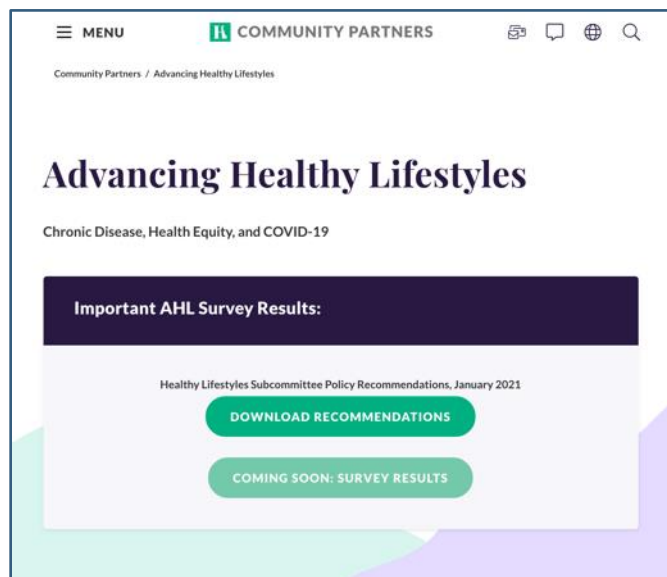 MENU
COMMUNITY PARTNERS
Community Partners / Advancing Healthy Lifestyles
Advancing Healthy Lifestyles
Chronic Disease, Health Equity, and COVID-19
Important AHL Survey Results:
Healthy Lifestyles Subcommittee Policy Recommendations, January 2021
DOWNLOAD RECOMMENDATIONS
COMING SOON: SURVEY RESULTS